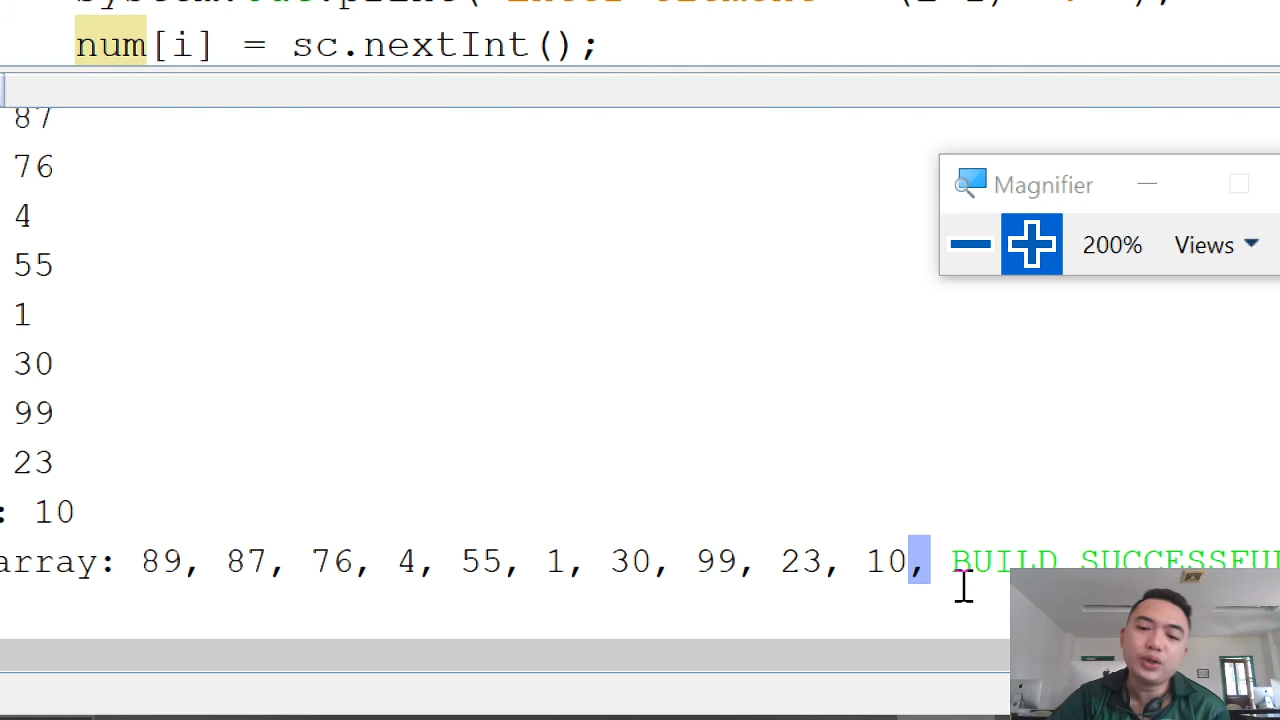 num[i] = sc.nextInt();
87
76
4
55
1
30
99
23
: 10
array: 89, 87, 76, 4, 55, 1, 30, 99, 23, 10, BUILD SUCCESSFUL
Magnifier
200% Views